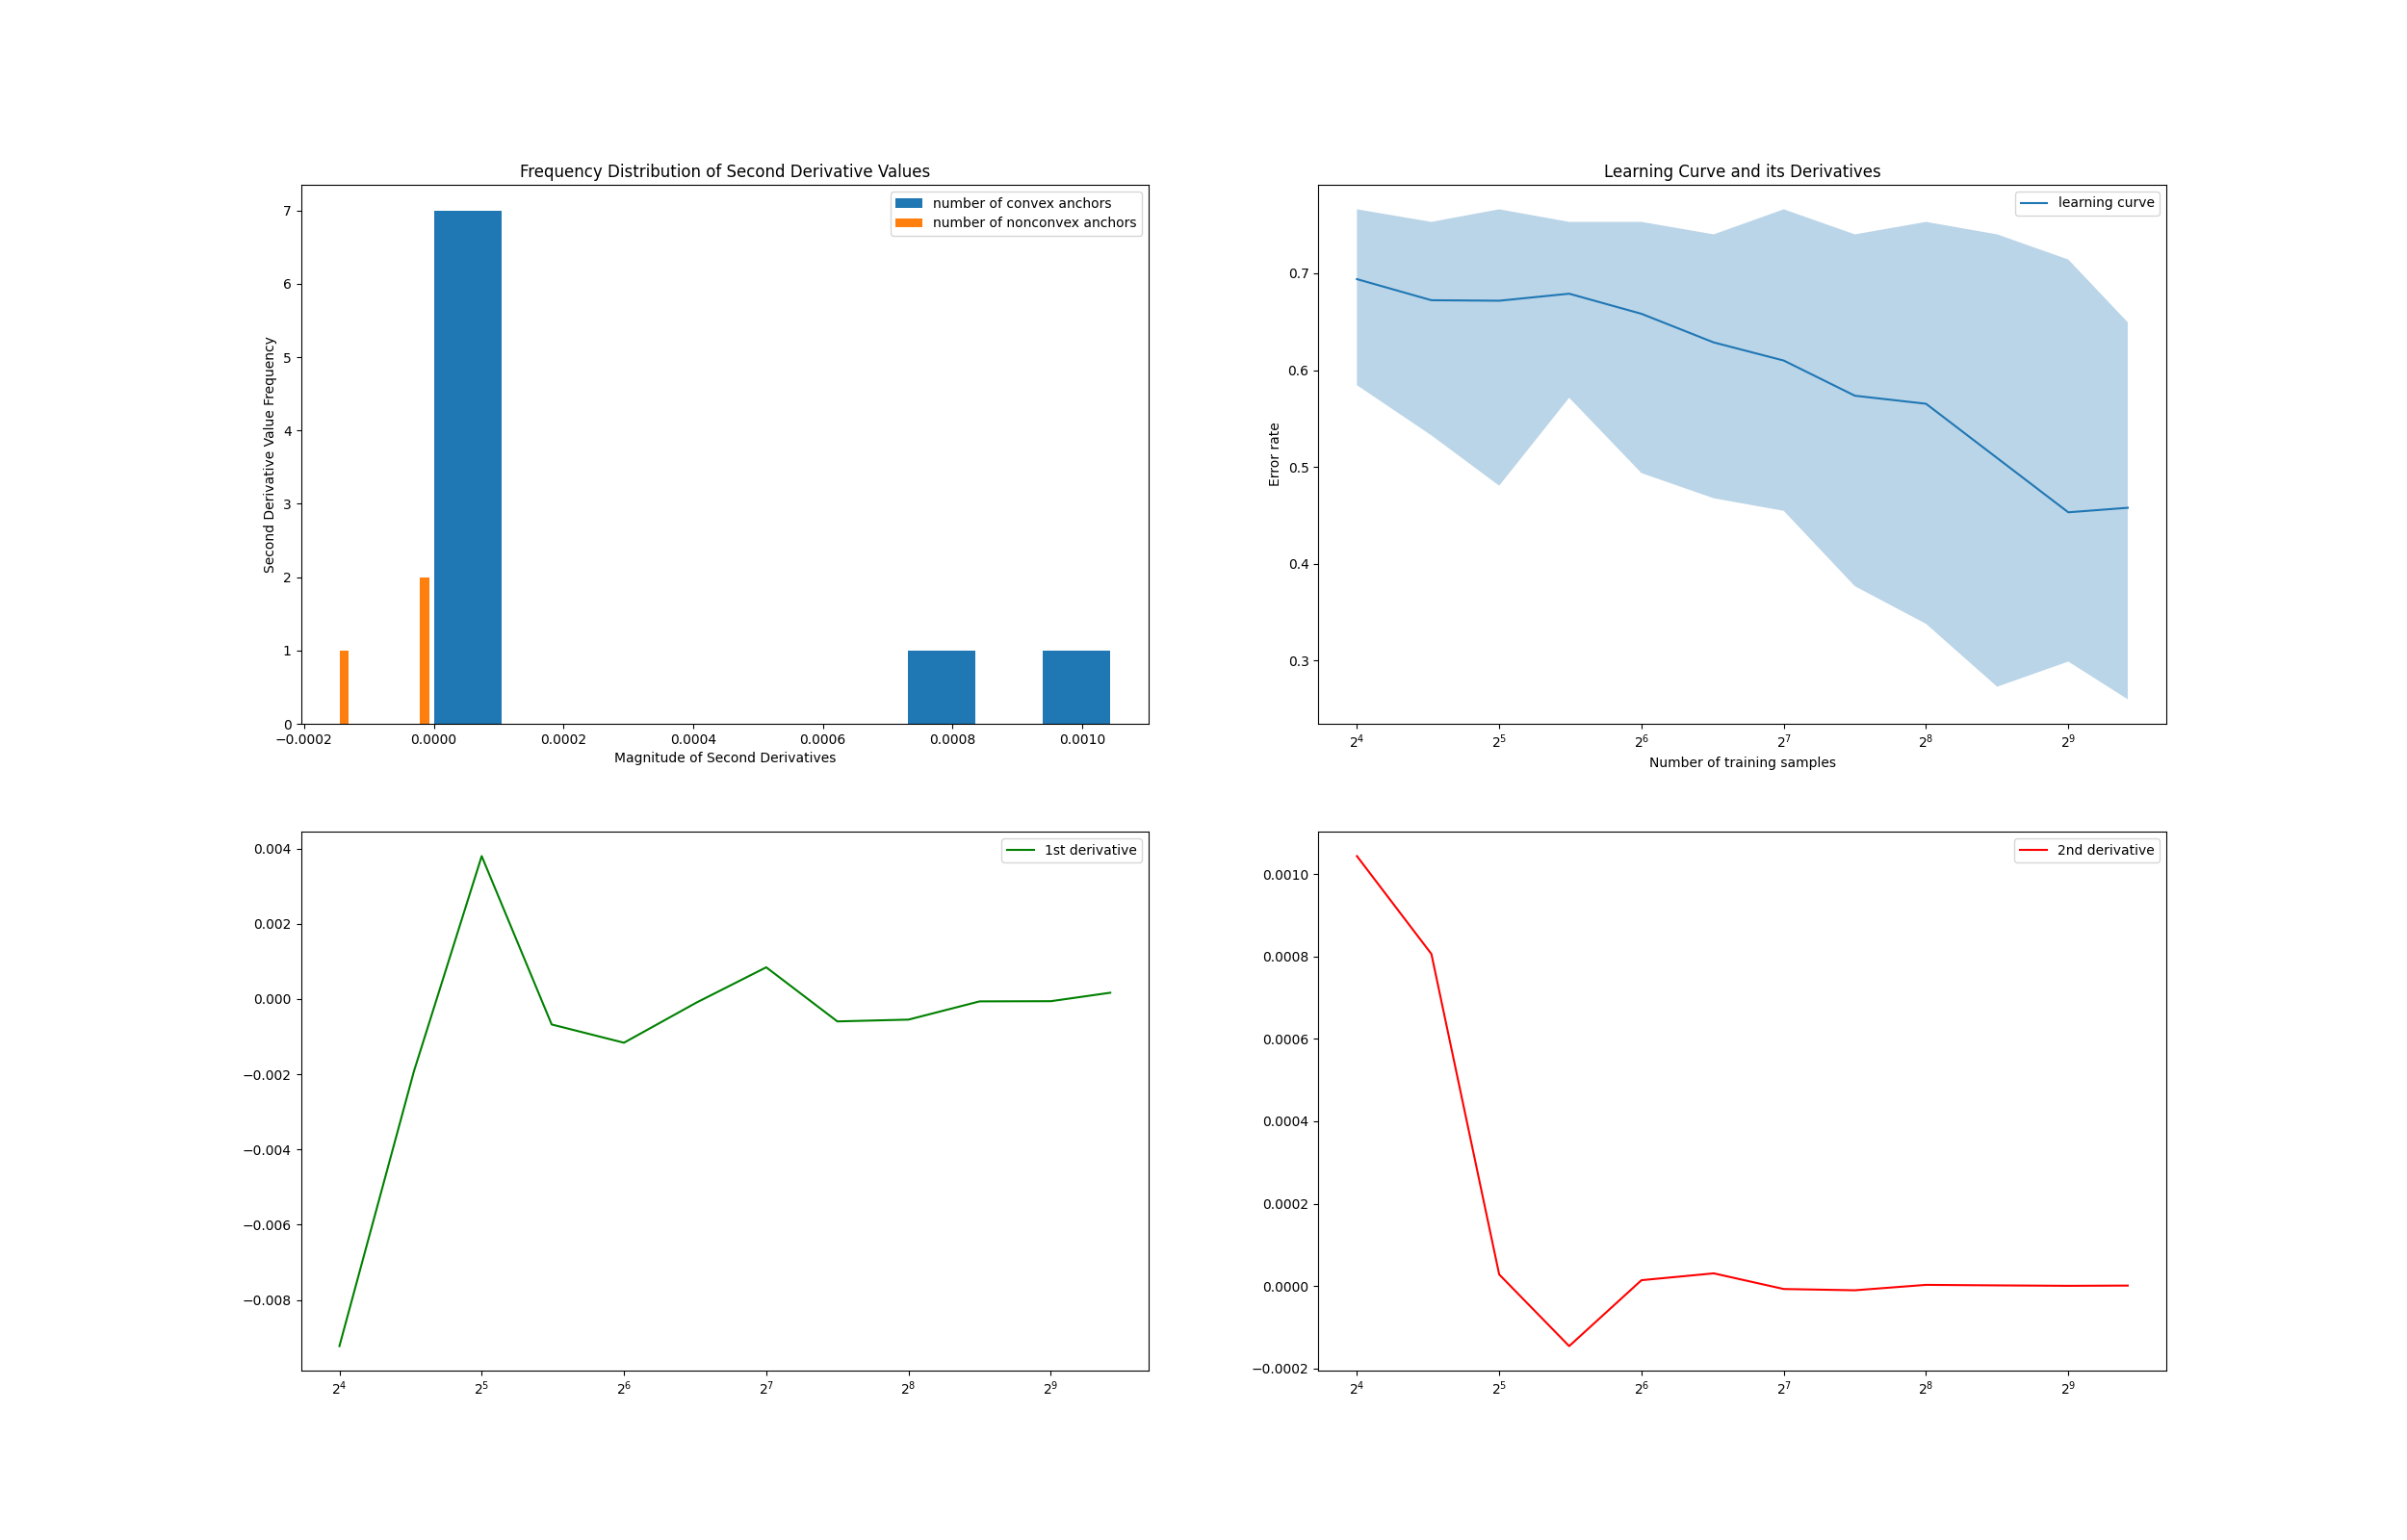 Frequency Distribution of Second Derivative Values
number of convex anchors
number of nonconvex anchors
7
6
5
4
3
2
1
0
Second Derivative Value Frequency
−0.0002 0.0000 0.0002 0.0004 0.0006 0.0008 0.0010
Magnitude of Second Derivatives
Learning Curve and its Derivatives
learning curve
0.7
0.6
0.5
0.4
0.3
Error rate
2⁴ 2⁵ 2⁶ 2⁷ 2⁸ 2⁹
Number of training samples
1st derivative
0.004
0.002
0.000
−0.002
−0.004
−0.006
−0.008
2⁴ 2⁵ 2⁶ 2⁷ 2⁸ 2⁹
2nd derivative
0.0010
0.0008
0.0006
0.0004
0.0002
0.0000
−0.0002
2⁴ 2⁵ 2⁶ 2⁷ 2⁸ 2⁹